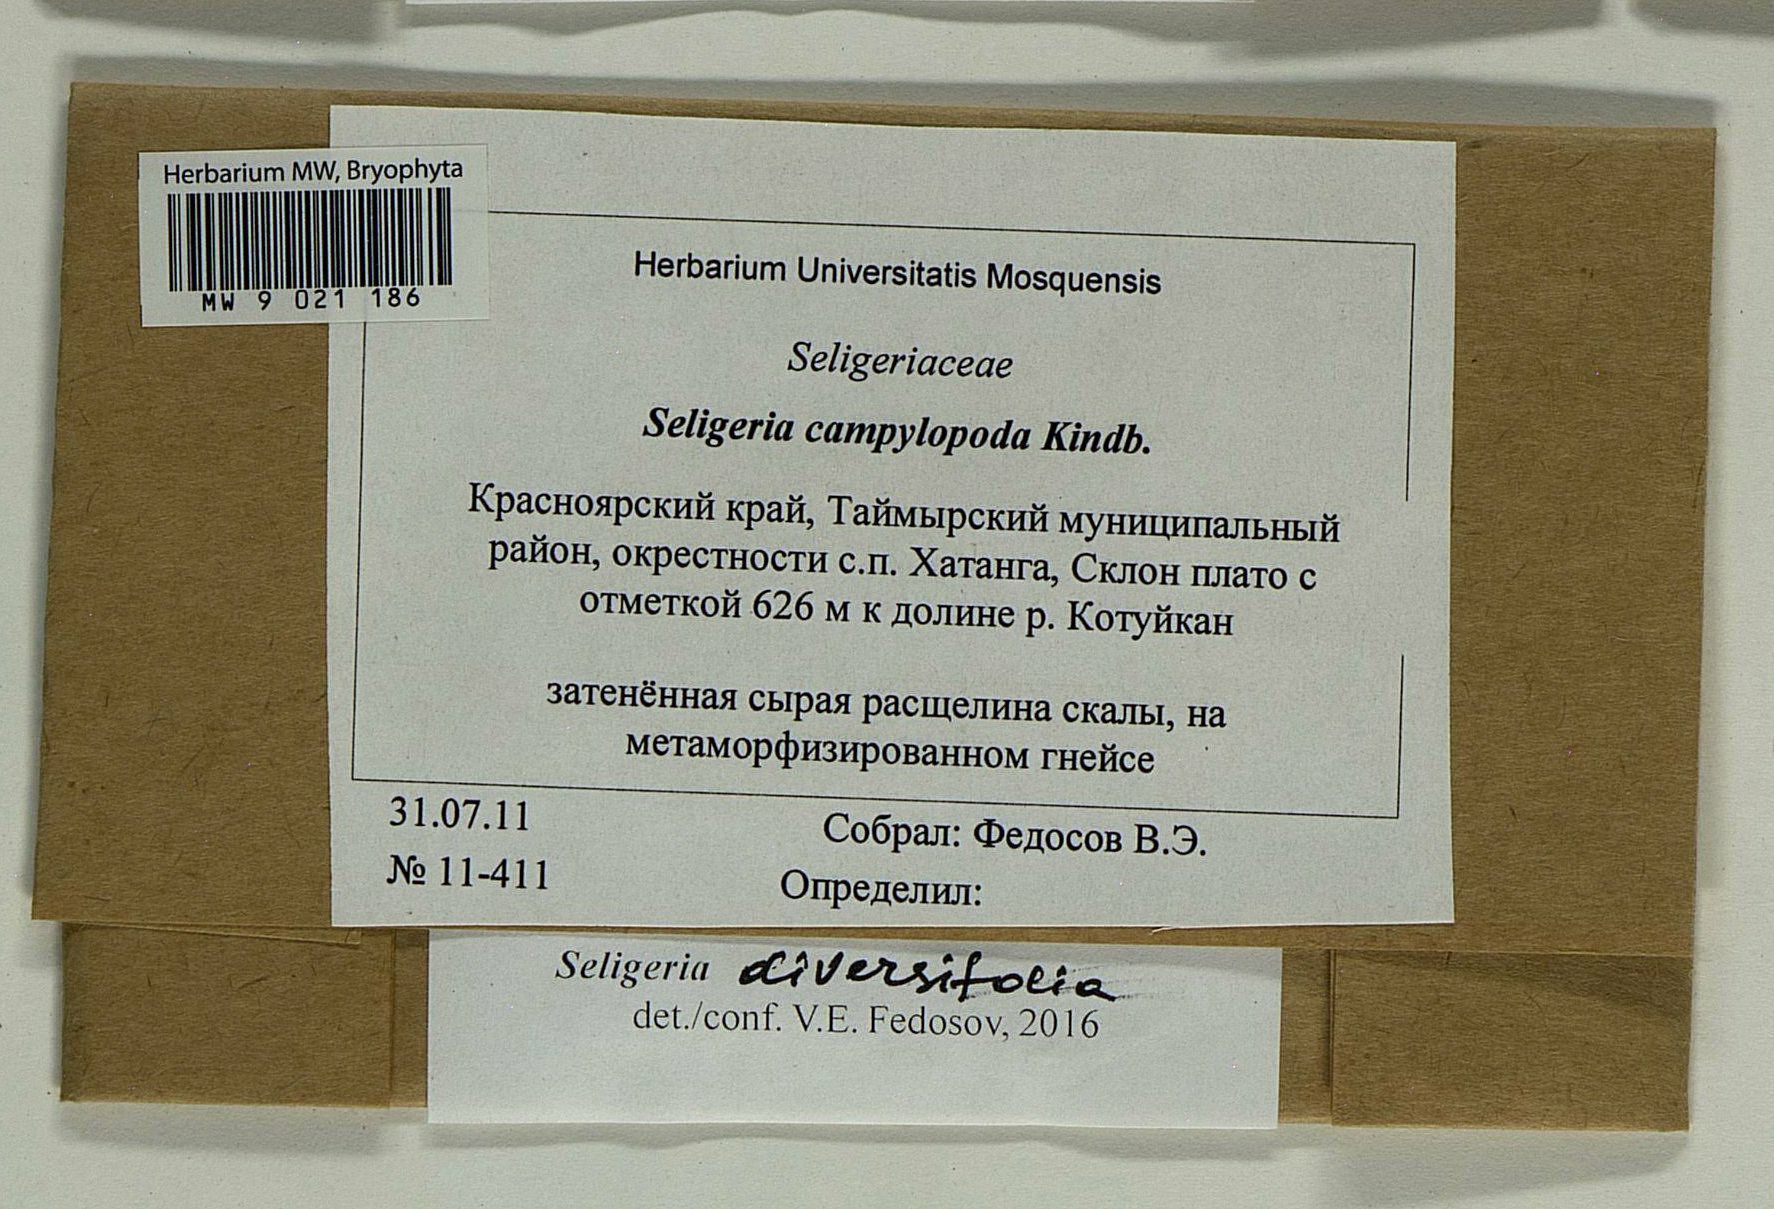 Herbarium MW, Bryophyta
MW 9 021 186
Herbarium Universitatis Mosquensis
Seligeriaceae
Seligeria campylopoda Kindb.
Красноярский край, Таймырский муниципальный
район, окрестности с.п. Хатанга, Склон плато с
отметкой 626 м к долине р. Котуйкан
затенённая сырая расщелина скалы, на
метаморфизированном гнейсе
31.07.11
Собрал: Федосов В.Э.
№ 11-411
Определил:
Seligeria diversifolia
det./conf. V.E. Fedosov, 2016